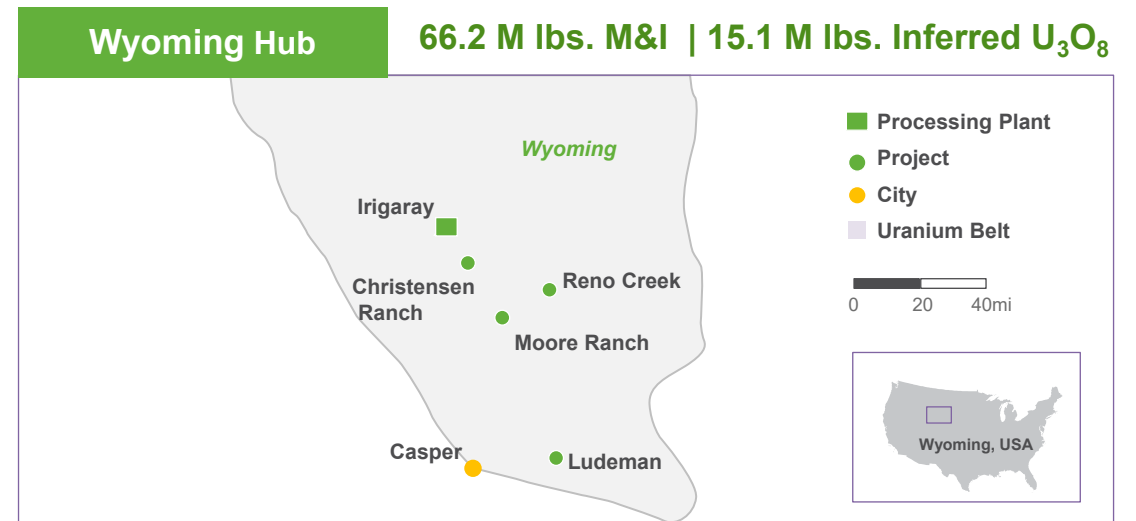 Wyoming Hub
66.2 M lbs. M&I | 15.1 M lbs. Inferred U₃O₈
Wyoming
Processing Plant
Project
City
Uranium Belt
0 20 40mi
Irigaray
Christensen
Ranch
Reno Creek
Moore Ranch
Casper
Ludeman
Wyoming, USA